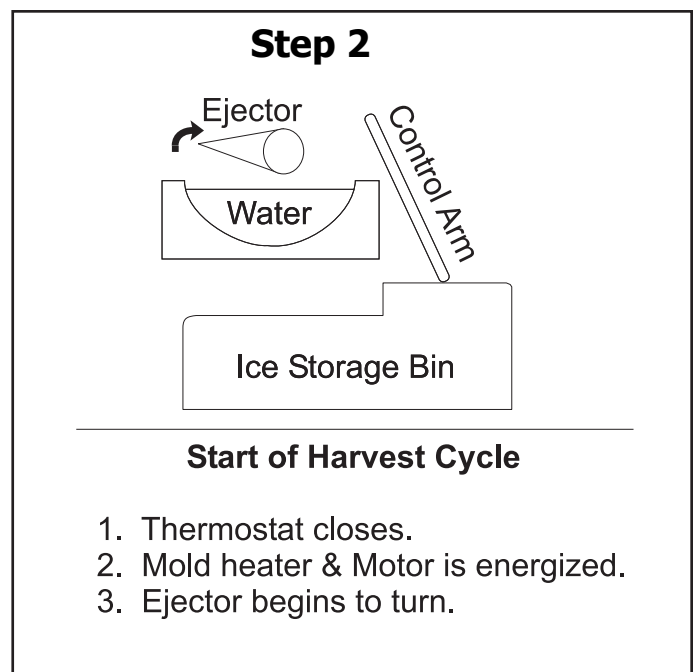 Step 2
Ejector
Control Arm
Water
Ice Storage Bin
Start of Harvest Cycle
1. Thermostat closes.
2. Mold heater & Motor is energized.
3. Ejector begins to turn.